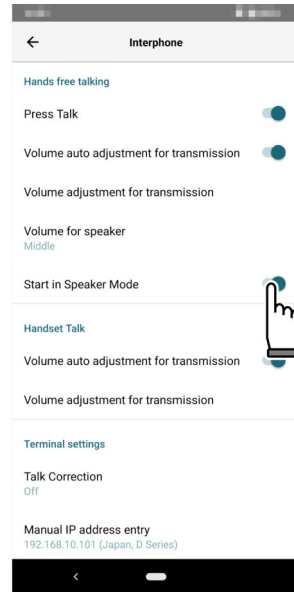 Interphone
Hands free talking
Press Talk
Volume auto adjustment for transmission
Volume adjustment for transmission
Volume for speaker
Middle
Start in Speaker Mode
Handset Talk
Volume auto adjustment for transmission
Volume adjustment for transmission
Terminal settings
Talk Correction
Off
Manual IP address entry
192.168.10.101 (Japan, D Series)